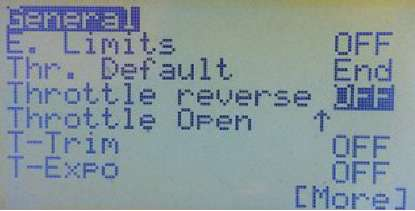 General
E. Limits OFF
Thr. Default End
Throttle reverse OFF
Throttle Open ↑
T-Trim OFF
T-Expo OFF
[More]